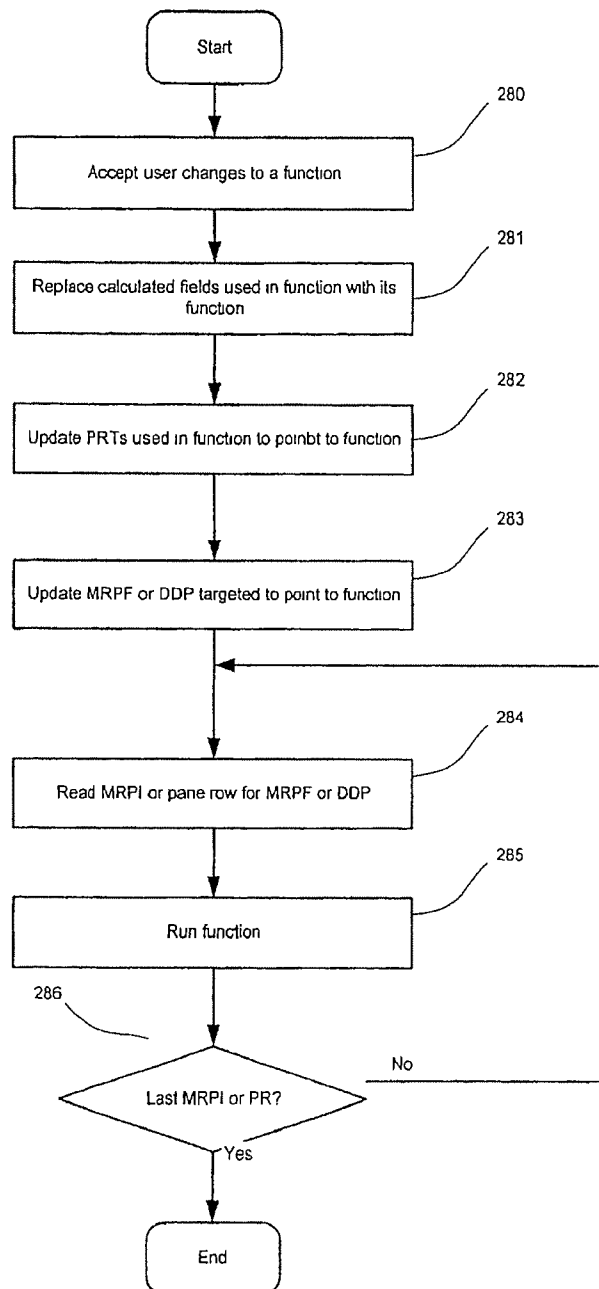 Start
280
Accept user changes to a function
281
Replace calculated fields used in function with its
function
282
Update PRTs used in function to poinbt to function
283
Update MRPF or DDP targeted to point to function
284
Read MRPI or pane row for MRPF or DDP
285
Run function
286
Last MRPI or PR?
No
Yes
End